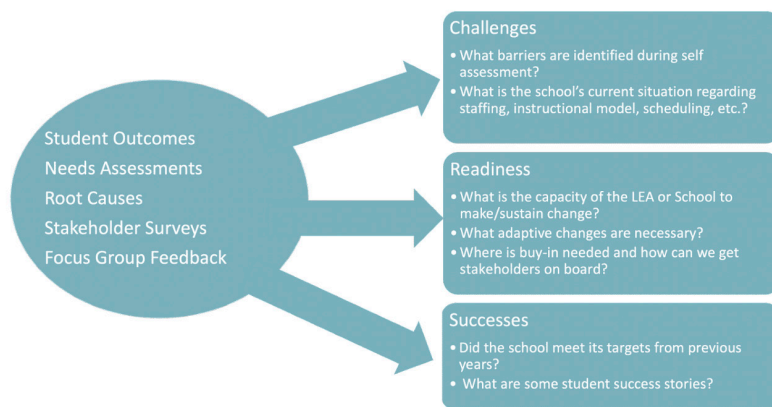 Student Outcomes
Needs Assessments
Root Causes
Stakeholder Surveys
Focus Group Feedback
Challenges
• What barriers are identified during self
assessment?
• What is the school's current situation regarding
staffing, instructional model, scheduling, etc.?
Readiness
• What is the capacity of the LEA or School to
make/sustain change?
• What adaptive changes are necessary?
• Where is buy-in needed and how can we get
stakeholders on board?
Successes
• Did the school meet its targets from previous
years?
• What are some student success stories?